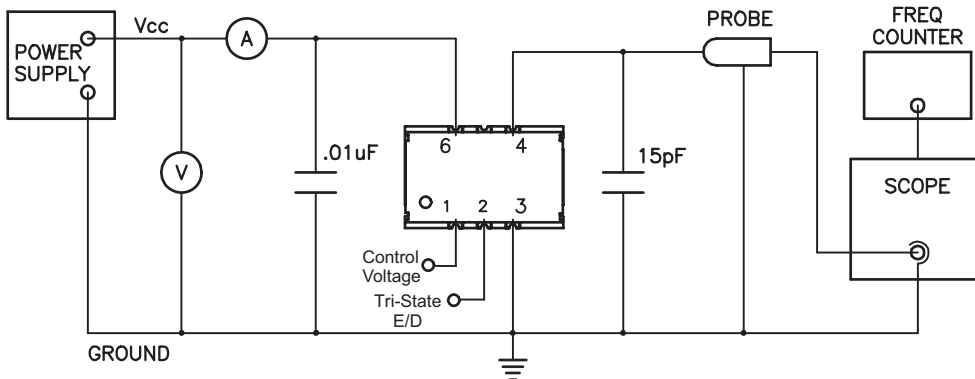 Vcc
POWER
SUPPLY
A
V
.01uF
6
4
1
2
3
Control
Voltage
Tri-State
E/D
15pF
PROBE
FREQ
COUNTER
SCOPE
GROUND